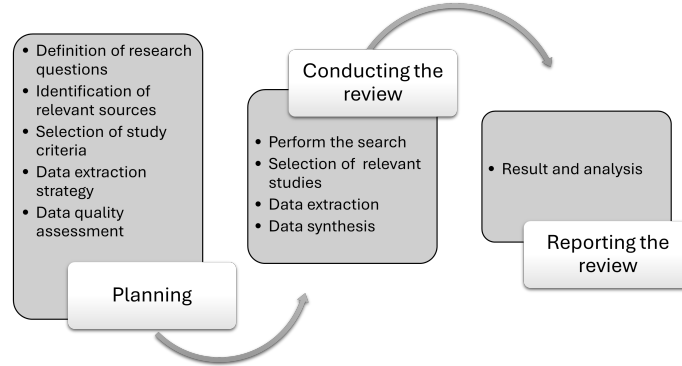 • Definition of research
questions
• Identification of
relevant sources
• Selection of study
criteria
• Data extraction
strategy
• Data quality
assessment
Planning
Conducting the
review
• Perform the search
• Selection of relevant
studies
• Data extraction
• Data synthesis
• Result and analysis
Reporting the
review